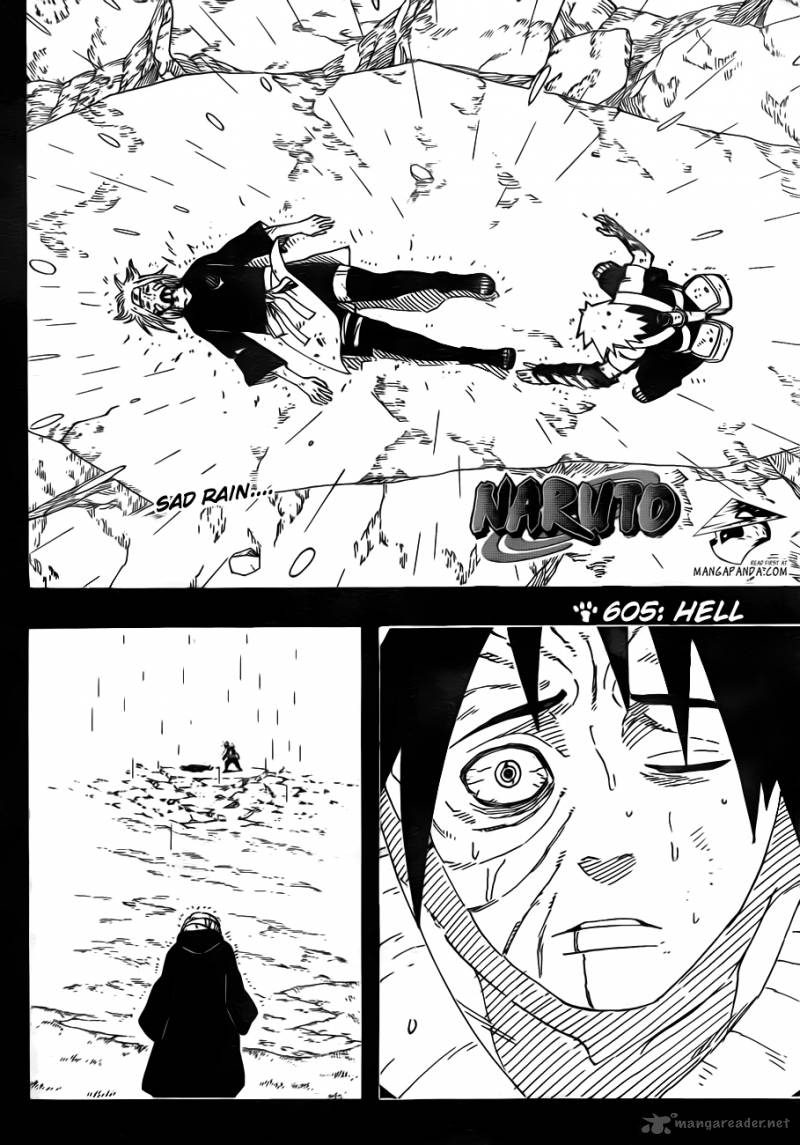 SAD RAIN....
NARUTO
READ FIRST AT
MANGAPANDA.COM
605: HELL
mangareader.net